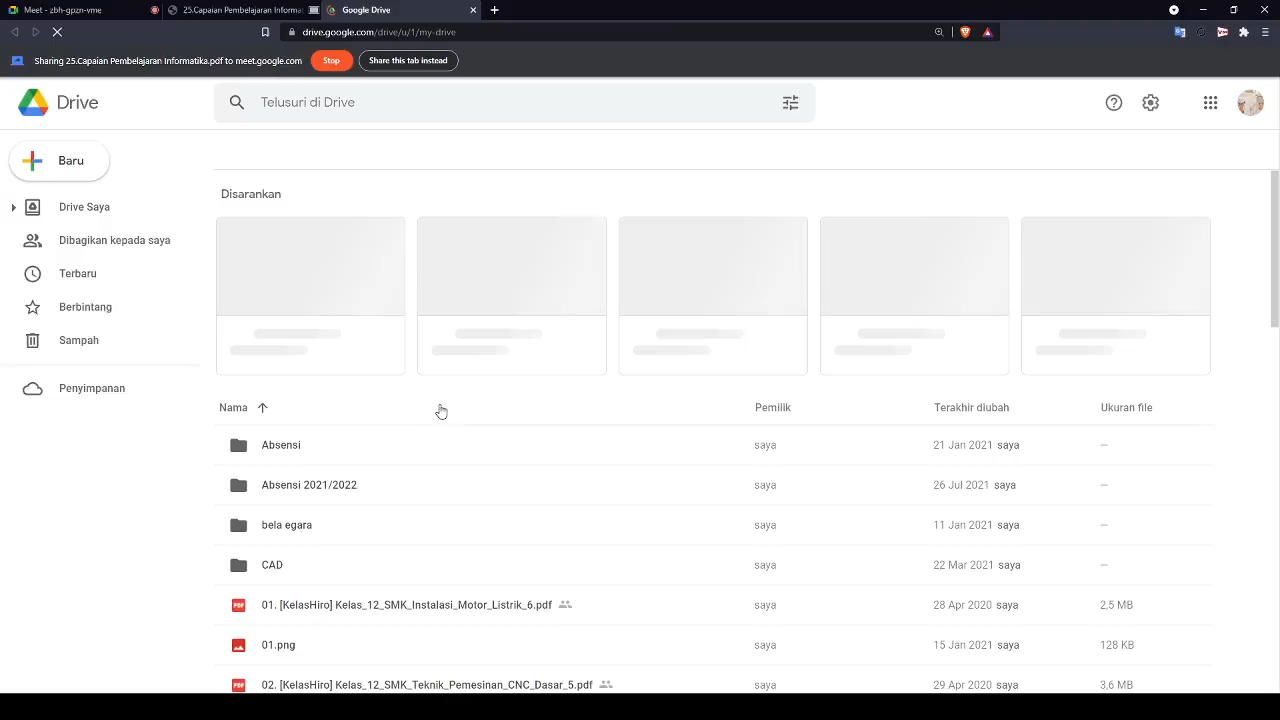 Meet - zbh-gpzn-vme
25.Capaian Pembelajaran Informat
Google Drive
drive.google.com/drive/u/1/my-drive
Sharing 25.Capaian Pembelajaran Informatika.pdf to meet.google.com
Stop
Share this tab instead
Drive
Telusuri di Drive
Baru
Drive Saya
Dibagikan kepada saya
Terbaru
Berbintang
Sampah
Penyimpanan
Disarankan
Nama Pemilik Terakhir diubah Ukuran file
Absensi saya 21 Jan 2021 saya —
Absensi 2021/2022 saya 26 Jul 2021 saya —
bela egara saya 11 Jan 2021 saya —
CAD saya 22 Mar 2021 saya —
PDF 01. [KelasHiro] Kelas_12_SMK_Instalasi_Motor_Listrik_6.pdf saya 28 Apr 2020 saya 2,5 MB
01.png saya 15 Jan 2021 saya 128 KB
PDF 02. [KelasHiro] Kelas_12_SMK_Teknik_Pemesinan_CNC_Dasar_5.pdf saya 29 Apr 2020 saya 3,6 MB